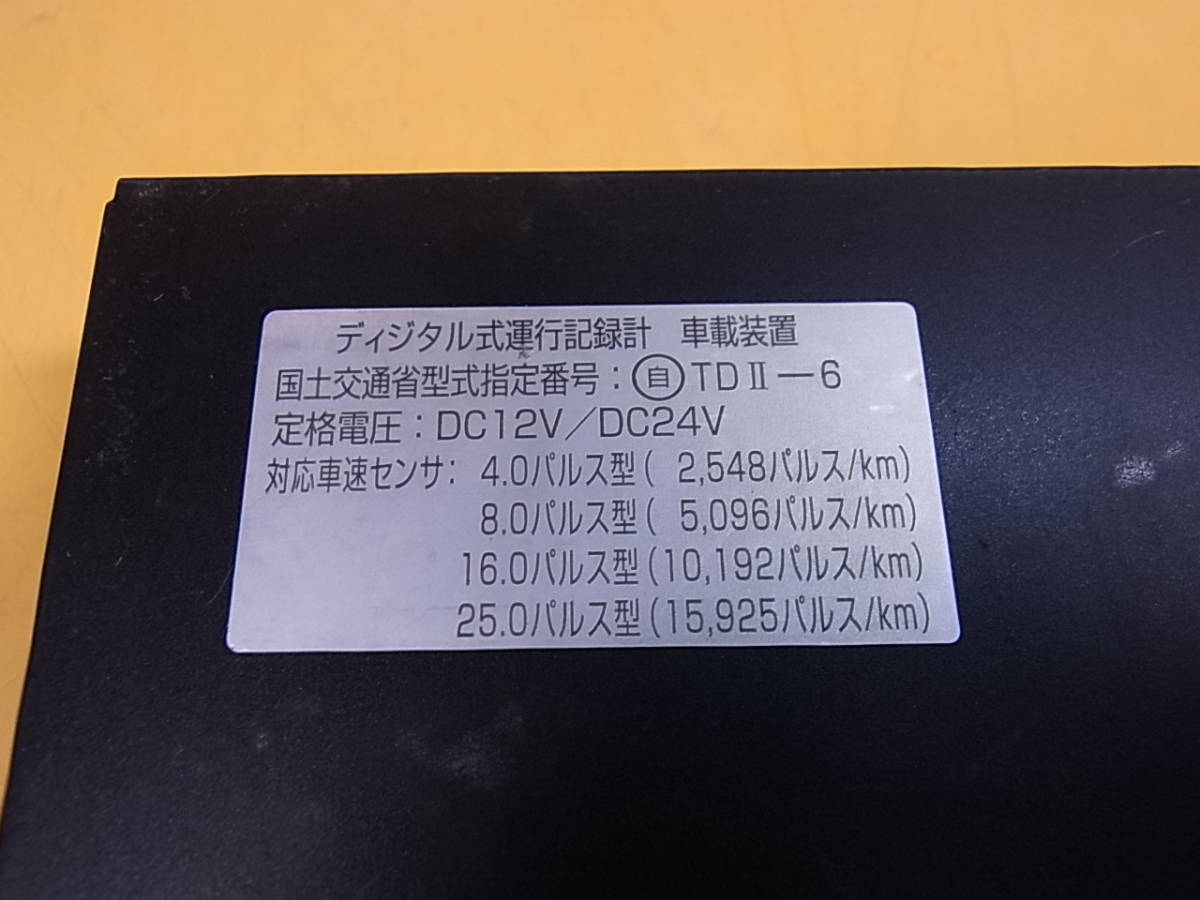 ディジタル式運行記録計　車載装置
国土交通省型式指定番号：㉂TDⅡ－6
定格電圧：DC12V／DC24V
対応車速センサ：4.0パルス型( 2,548パルス/km)
8.0パルス型( 5,096パルス/km)
16.0パルス型(10,192パルス/km)
25.0パルス型(15,925パルス/km)